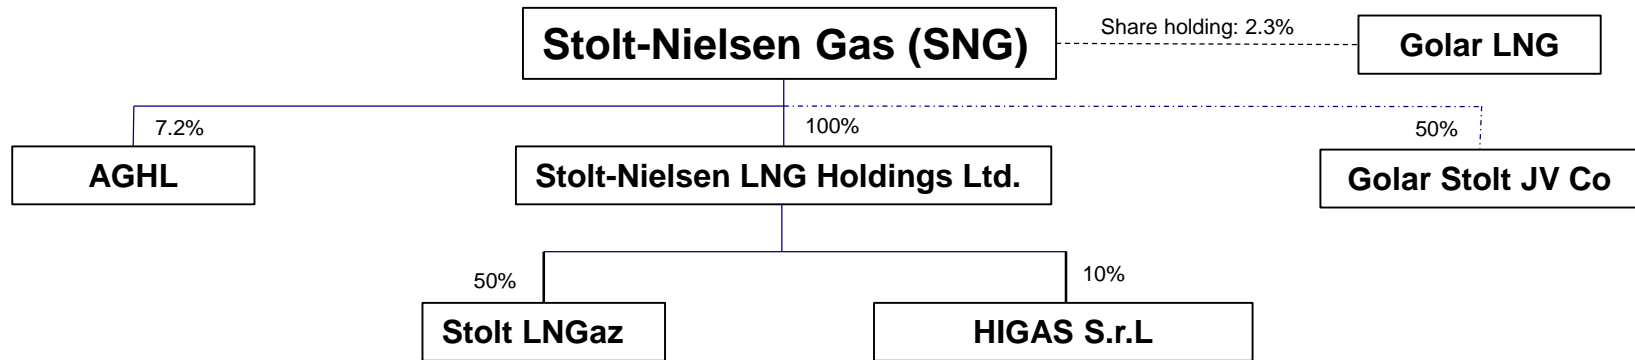 Stolt-Nielsen Gas (SNG)
Share holding: 2.3%
Golar LNG
7.2%
100%
50%
AGHL
Stolt-Nielsen LNG Holdings Ltd.
Golar Stolt JV Co
50%
10%
Stolt LNGaz
HIGAS S.r.L